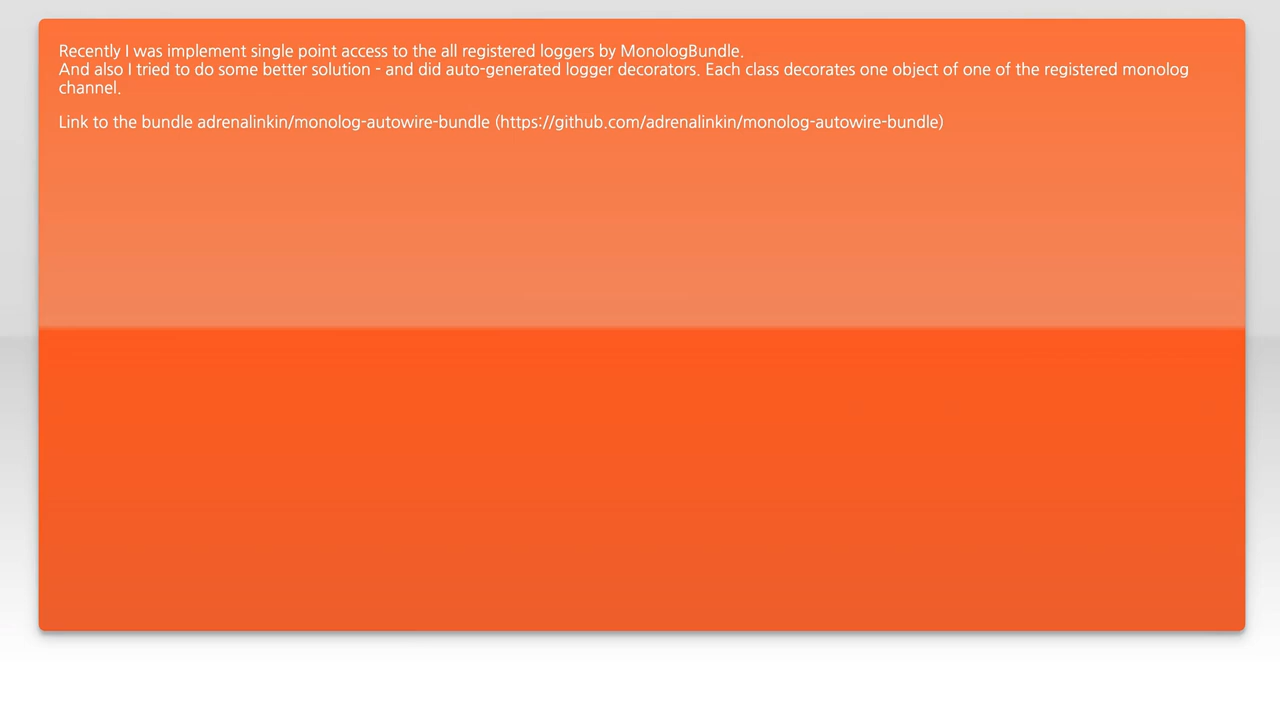 Recently I was implement single point access to the all registered loggers by MonologBundle.
And also I tried to do some better solution - and did auto-generated logger decorators. Each class decorates one object of one of the registered monolog
channel.
Link to the bundle adrenalinkin/monolog-autowire-bundle (https://github.com/adrenalinkin/monolog-autowire-bundle)